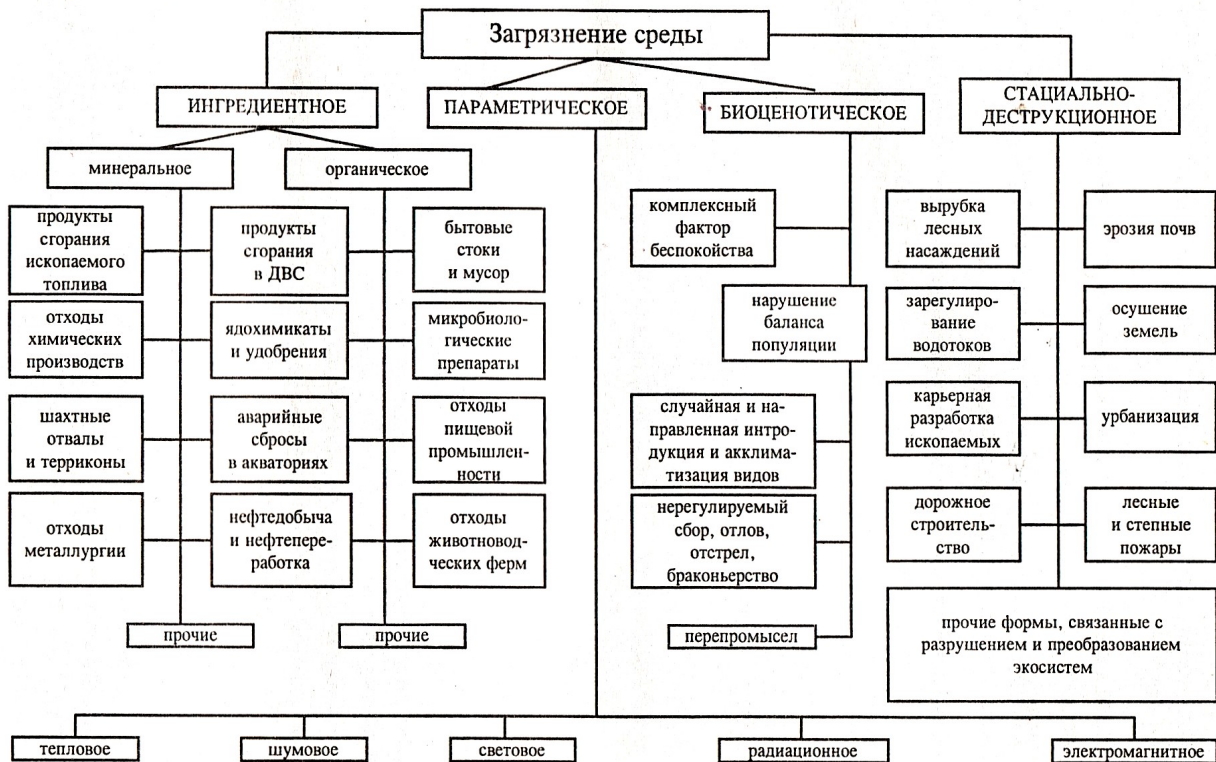 Загрязнение среды
ИНГРЕДИЕНТНОЕ
ПАРАМЕТРИЧЕСКОЕ
БИОЦЕНОТИЧЕСКОЕ
СТАЦИАЛЬНО-
ДЕСТРУКЦИОННОЕ
минеральное
органическое
продукты
сгорания
ископаемого
топлива
продукты
сгорания
в ДВС
бытовые
стоки
и мусор
отходы
химических
производств
ядохимикаты
и удобрения
микробиоло-
гические
препараты
шахтные
отвалы
и терриконы
аварийные
сбросы
в акваториях
отходы
пищевой
промышлен-
ности
отходы
металлургии
нефтедобыча
и нефтепере-
работка
отходы
животновод-
ческих ферм
прочие
прочие
комплексный
фактор
беспокойства
нарушение
баланса
популяции
случайная и на-
правленная интро-
дукция и акклима-
тизация видов
нерегулируемый
сбор, отлов,
отстрел,
браконьерство
перепромысел
вырубка
лесных
насаждений
эрозия почв
зарегулиро-
вание
водотоков
осушение
земель
карьерная
разработка
ископаемых
урбанизация
дорожное
строитель-
ство
лесные
и степные
пожары
прочие формы, связанные с
разрушением и преобразованием
экосистем
тепловое
шумовое
световое
радиационное
электромагнитное